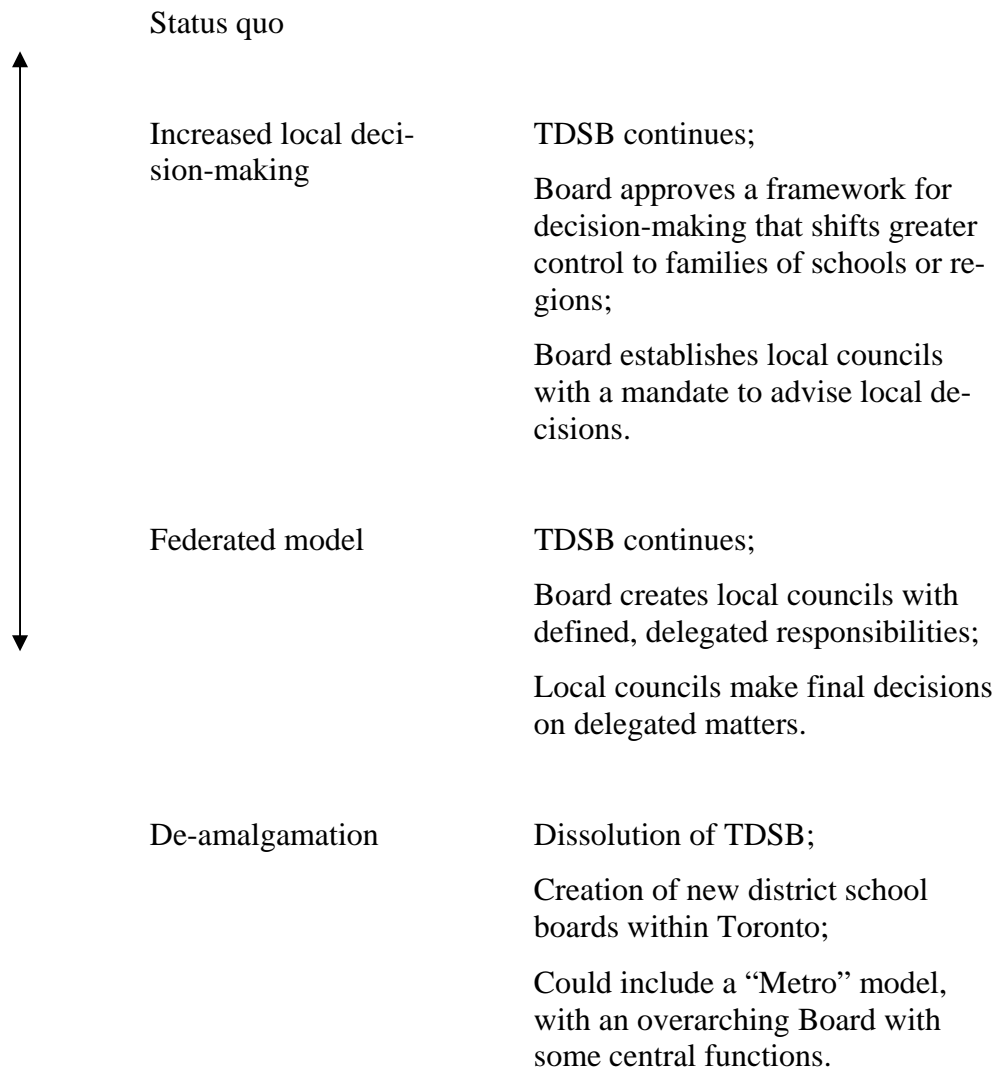 Status quo
Increased local deci-
sion-making
TDSB continues;
Board approves a framework for
decision-making that shifts greater
control to families of schools or re-
gions;
Board establishes local councils
with a mandate to advise local de-
cisions.
Federated model
TDSB continues;
Board creates local councils with
defined, delegated responsibilities;
Local councils make final decisions
on delegated matters.
De-amalgamation
Dissolution of TDSB;
Creation of new district school
boards within Toronto;
Could include a “Metro” model,
with an overarching Board with
some central functions.